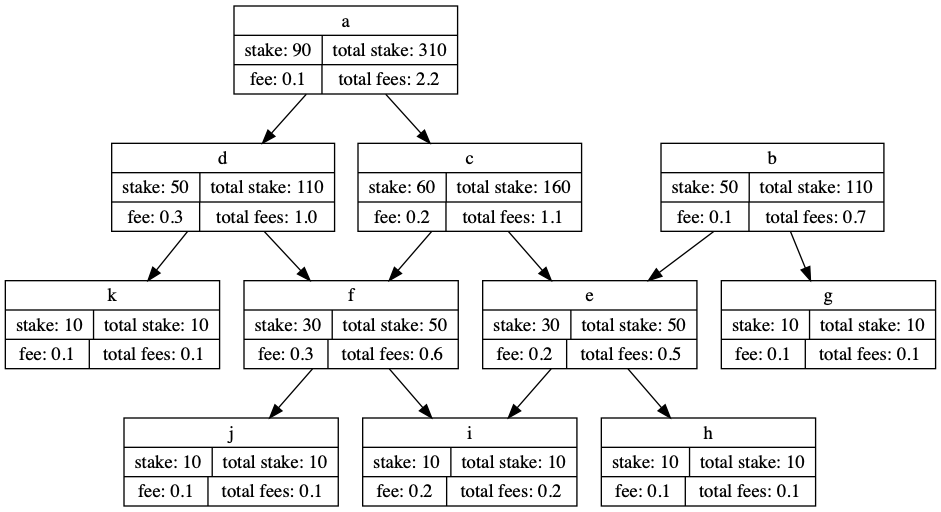 a
stake: 90 total stake: 310
fee: 0.1 total fees: 2.2
d
stake: 50 total stake: 110
fee: 0.3 total fees: 1.0
c
stake: 60 total stake: 160
fee: 0.2 total fees: 1.1
b
stake: 50 total stake: 110
fee: 0.1 total fees: 0.7
k
stake: 10 total stake: 10
fee: 0.1 total fees: 0.1
f
stake: 30 total stake: 50
fee: 0.3 total fees: 0.6
e
stake: 30 total stake: 50
fee: 0.2 total fees: 0.5
g
stake: 10 total stake: 10
fee: 0.1 total fees: 0.1
j
stake: 10 total stake: 10
fee: 0.1 total fees: 0.1
i
stake: 10 total stake: 10
fee: 0.2 total fees: 0.2
h
stake: 10 total stake: 10
fee: 0.1 total fees: 0.1